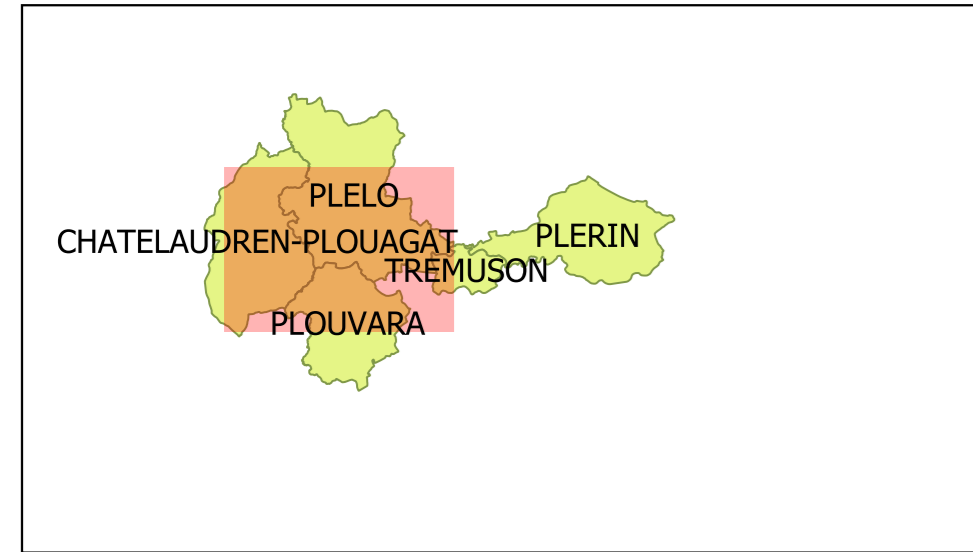 PLELO
PLERIN
CHATELAUDREN-PLOUAGAT
TREMUSON
PLOUVARA